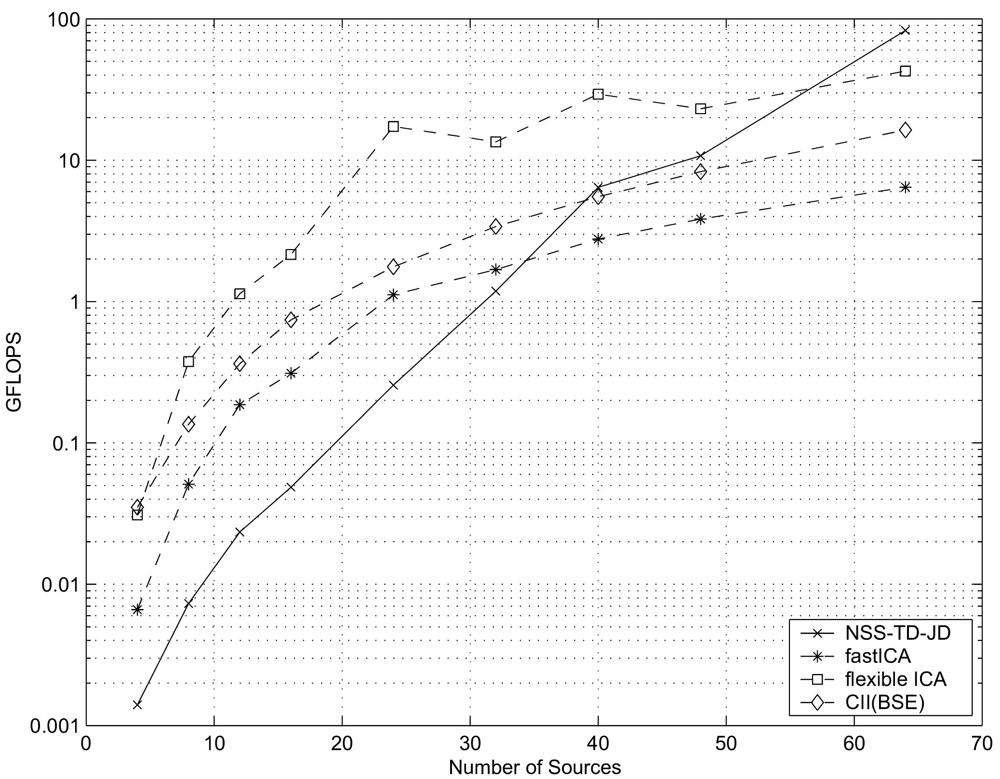 100
10
1
0.1
0.01
0.001
GFLOPS
0 10 20 30 40 50 60 70
Number of Sources
NSS-TD-JD
fastICA
flexible ICA
CII(BSE)